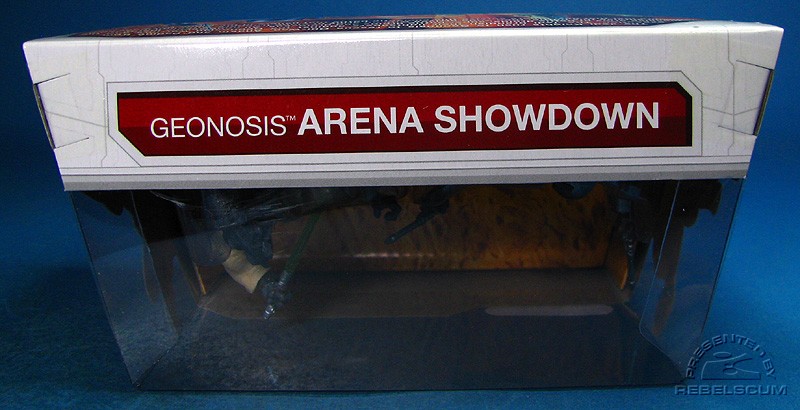 GEONOSIS™ ARENA SHOWDOWN
PRESENTED BY
REBELSCUM